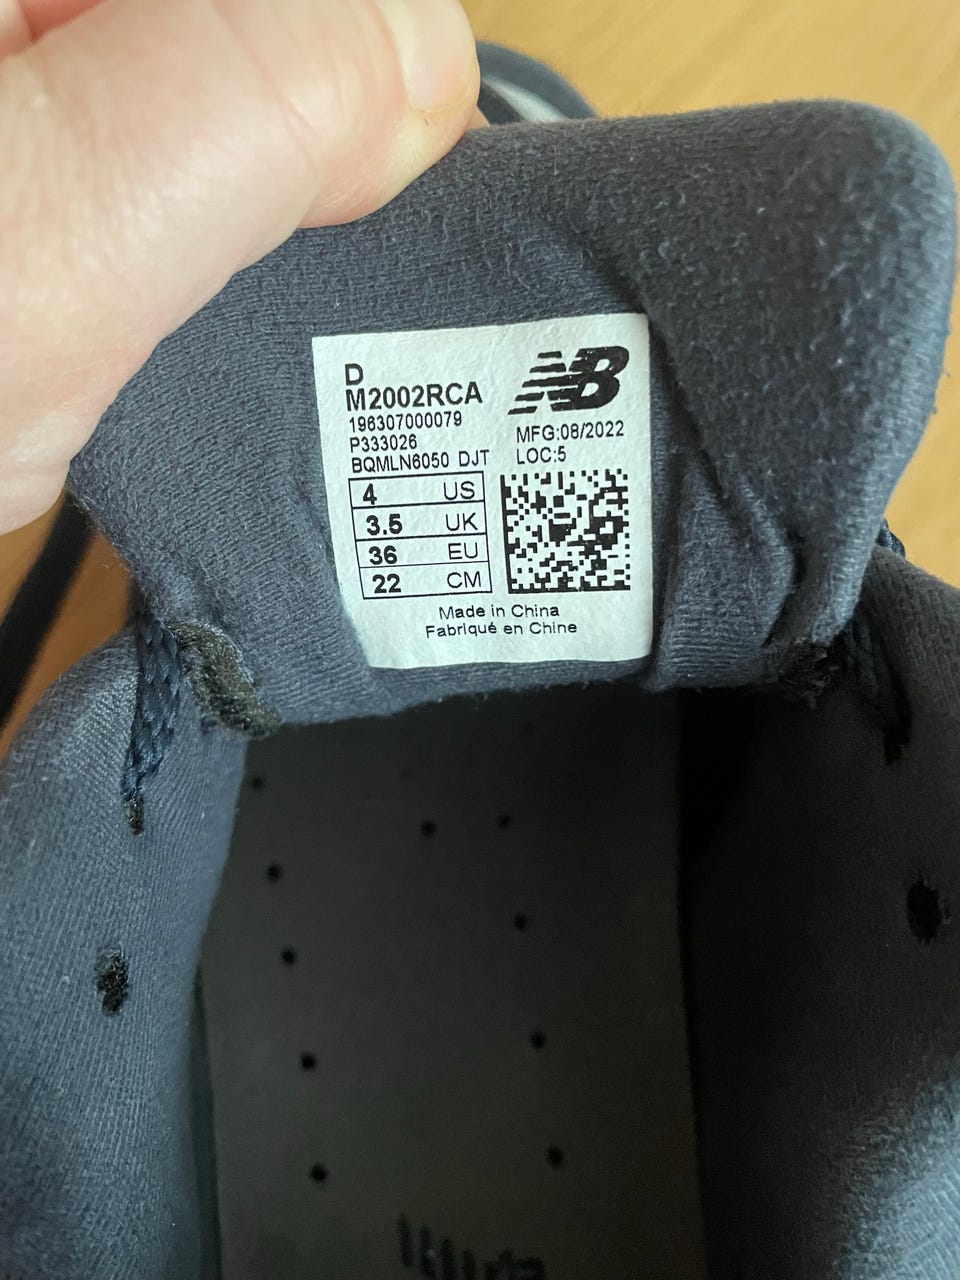 D
M2002RCA
196307000079
P333026
BQMLN6050 DJT
NB
MFG:08/2022
LOC:5
4 US
3.5 UK
36 EU
22 CM
Made in China
Fabriqué en Chine